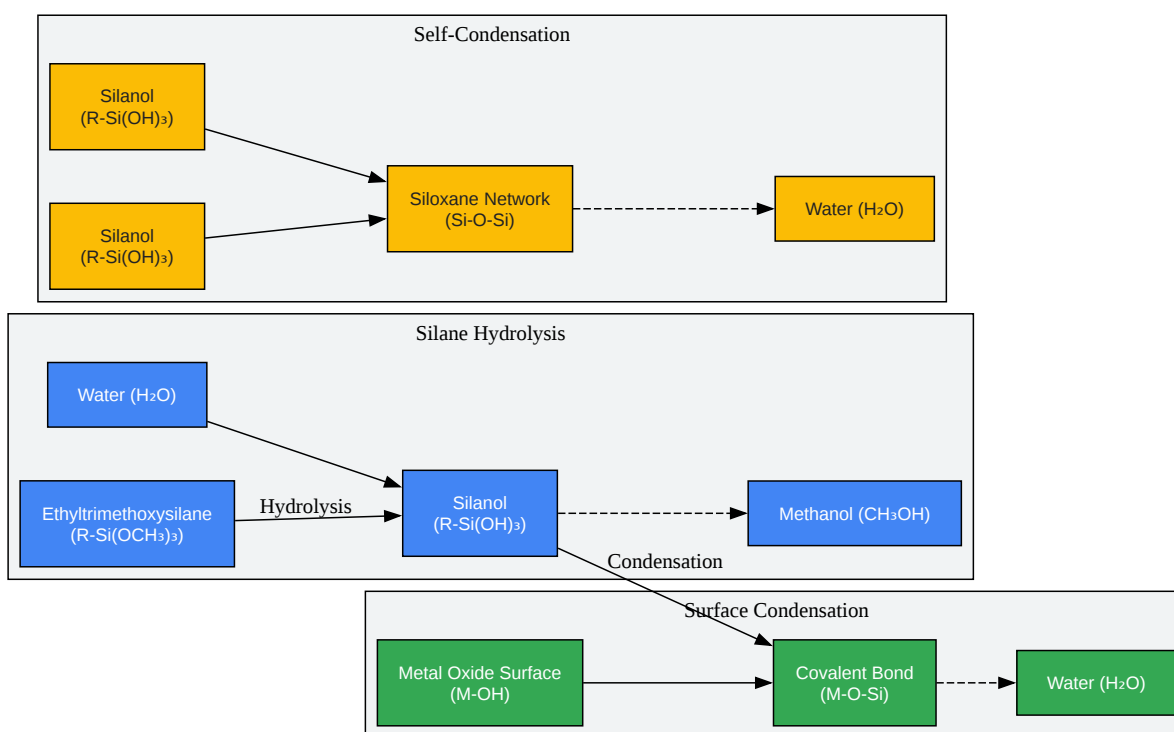 Self-Condensation
Silanol
(R-Si(OH)₃)
Silanol
(R-Si(OH)₃)
Siloxane Network
(Si-O-Si)
Water (H₂O)
Silane Hydrolysis
Water (H₂O)
Ethyltrimethoxysilane
(R-Si(OCH₃)₃)
Hydrolysis
Silanol
(R-Si(OH)₃)
Methanol (CH₃OH)
Condensation
Surface Condensation
Metal Oxide Surface
(M-OH)
Covalent Bond
(M-O-Si)
Water (H₂O)